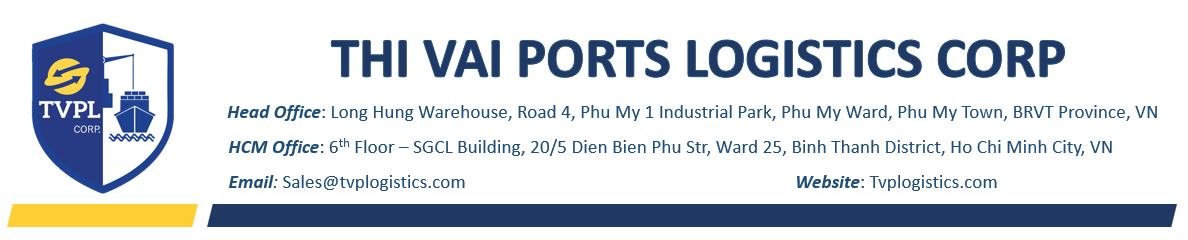 TVPL
CORP.
THI VAI PORTS LOGISTICS CORP
Head Office: Long Hung Warehouse, Road 4, Phu My 1 Industrial Park, Phu My Ward, Phu My Town, BRVT Province, VN
HCM Office: 6th Floor – SGCL Building, 20/5 Dien Bien Phu Str, Ward 25, Binh Thanh District, Ho Chi Minh City, VN
Email: Sales@tvplogistics.com Website: Tvplogistics.com